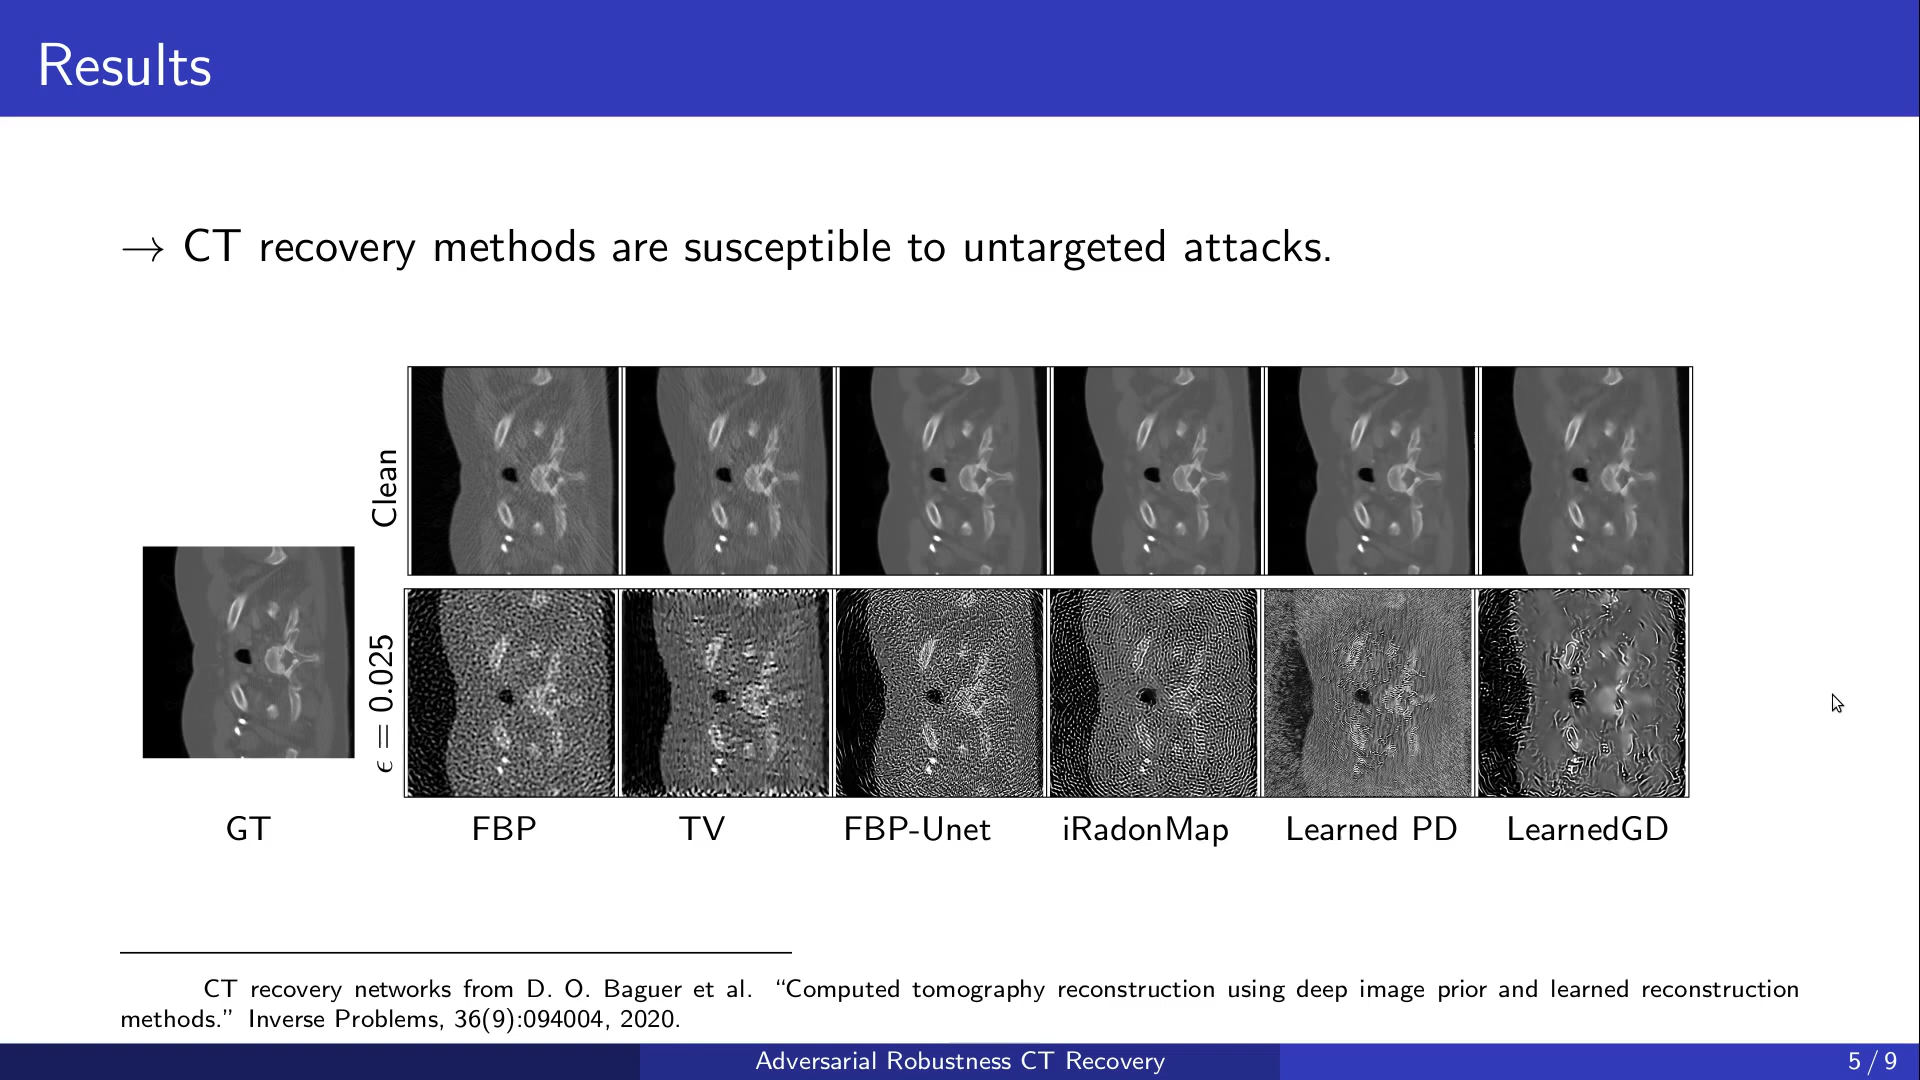 Results
→ CT recovery methods are susceptible to untargeted attacks.
Clean
ϵ = 0.025
GT FBP TV FBP-Unet iRadonMap Learned PD LearnedGD
CT recovery networks from D. O. Baguer et al. “Computed tomography reconstruction using deep image prior and learned reconstruction
methods.” Inverse Problems, 36(9):094004, 2020.
Adversarial Robustness CT Recovery 5 / 9